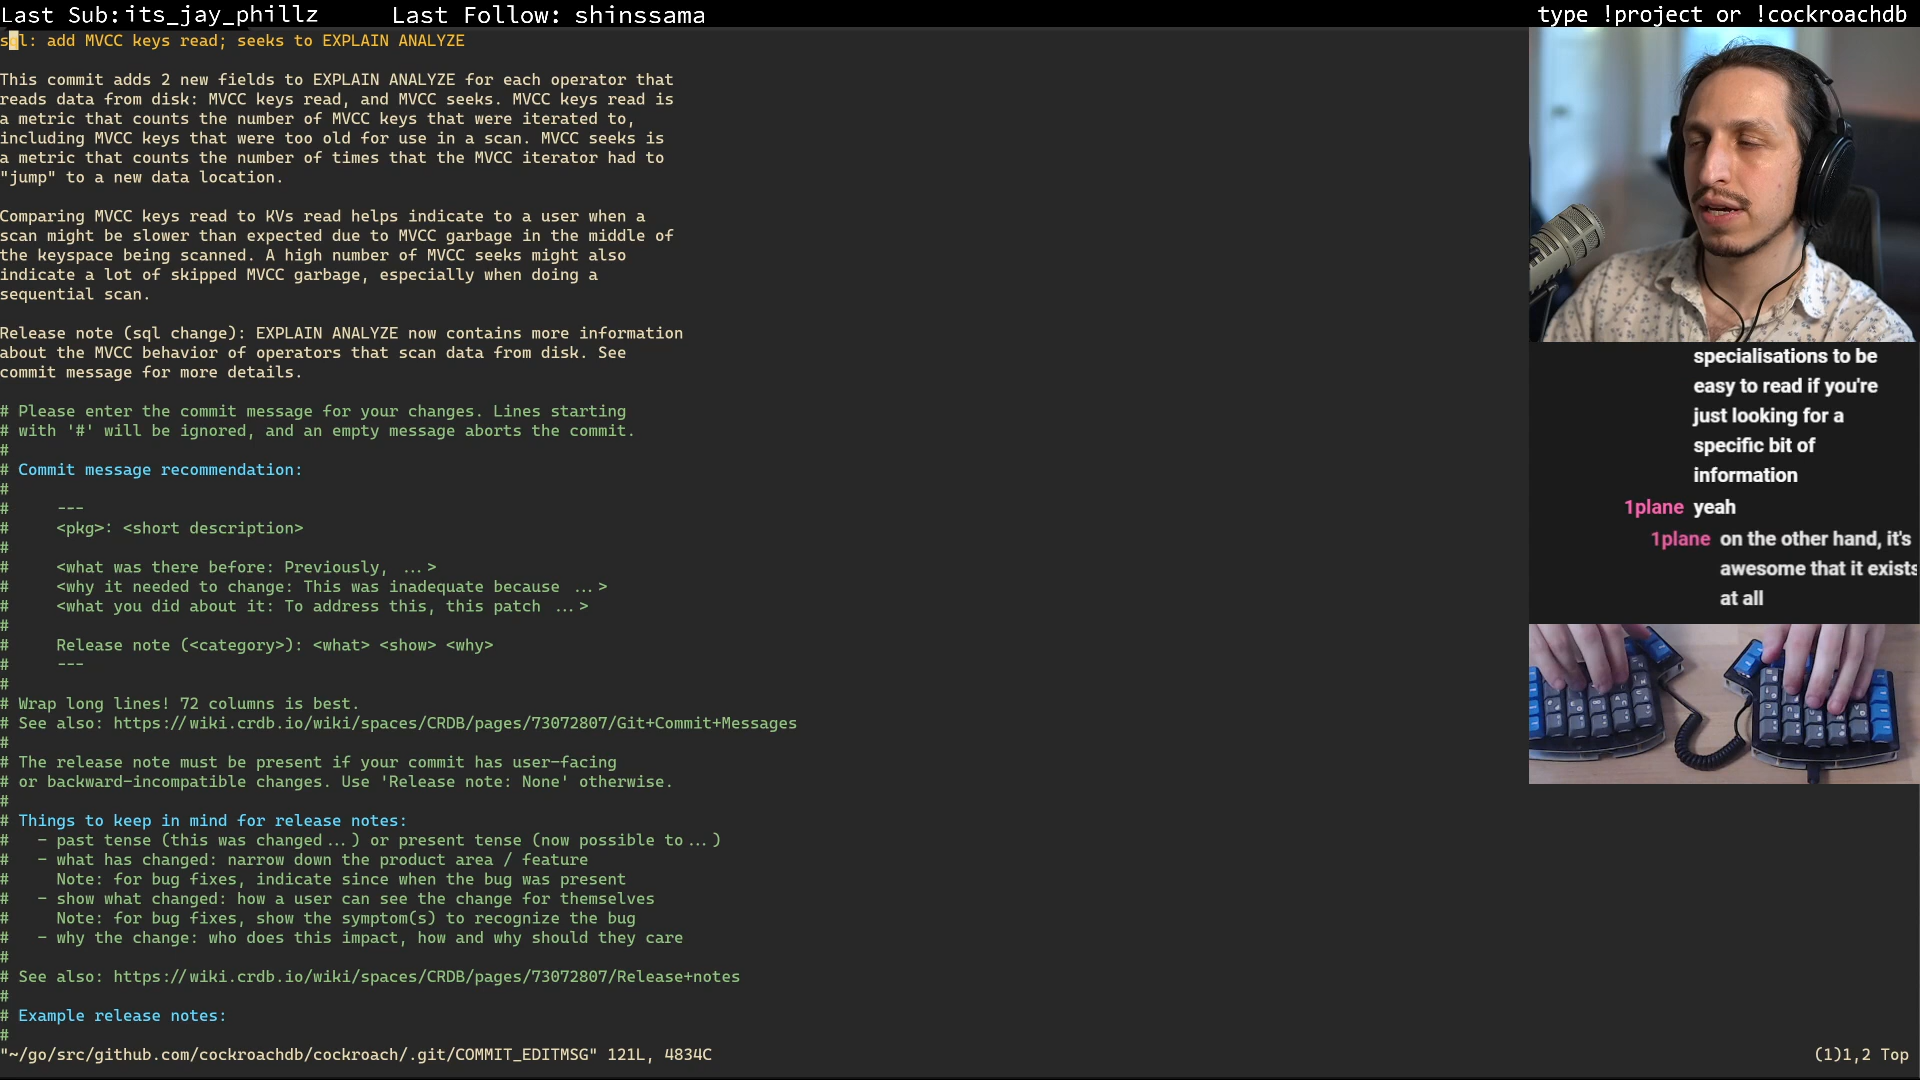 Last Sub:its_jay_phillz
Last Follow: shinssama
type !project or !cockroachdb
sql: add MVCC keys read; seeks to EXPLAIN ANALYZE
This commit adds 2 new fields to EXPLAIN ANALYZE for each operator that
reads data from disk: MVCC keys read, and MVCC seeks. MVCC keys read is
a metric that counts the number of MVCC keys that were iterated to,
including MVCC keys that were too old for use in a scan. MVCC seeks is
a metric that counts the number of times that the MVCC iterator had to
"jump" to a new data location.
Comparing MVCC keys read to KVs read helps indicate to a user when a
scan might be slower than expected due to MVCC garbage in the middle of
the keyspace being scanned. A high number of MVCC seeks might also
indicate a lot of skipped MVCC garbage, especially when doing a
sequential scan.
Release note (sql change): EXPLAIN ANALYZE now contains more information
about the MVCC behavior of operators that scan data from disk. See
commit message for more details.
# Please enter the commit message for your changes. Lines starting
# with '#' will be ignored, and an empty message aborts the commit.
#
# Commit message recommendation:
#
#     ---
#     <pkg>: <short description>
#
#     <what was there before: Previously, ...>
#     <why it needed to change: This was inadequate because ...>
#     <what you did about it: To address this, this patch ...>
#
#     Release note (<category>): <what> <show> <why>
#     ---
#
# Wrap long lines! 72 columns is best.
# See also: https://wiki.crdb.io/wiki/spaces/CRDB/pages/73072807/Git+Commit+Messages
#
# The release note must be present if your commit has user-facing
# or backward-incompatible changes. Use 'Release note: None' otherwise.
#
# Things to keep in mind for release notes:
#   - past tense (this was changed...) or present tense (now possible to...)
#   - what has changed: narrow down the product area / feature
#     Note: for bug fixes, indicate since when the bug was present
#   - show what changed: how a user can see the change for themselves
#     Note: for bug fixes, show the symptom(s) to recognize the bug
#   - why the change: who does this impact, how and why should they care
#
# See also: https://wiki.crdb.io/wiki/spaces/CRDB/pages/73072807/Release+notes
#
# Example release notes:
#
"~/go/src/github.com/cockroachdb/cockroach/.git/COMMIT_EDITMSG" 121L, 4834C
(1)1,2 Top
specialisations to be
easy to read if you're
just looking for a
specific bit of
information
1plane yeah
1plane on the other hand, it's
awesome that it exists
at all